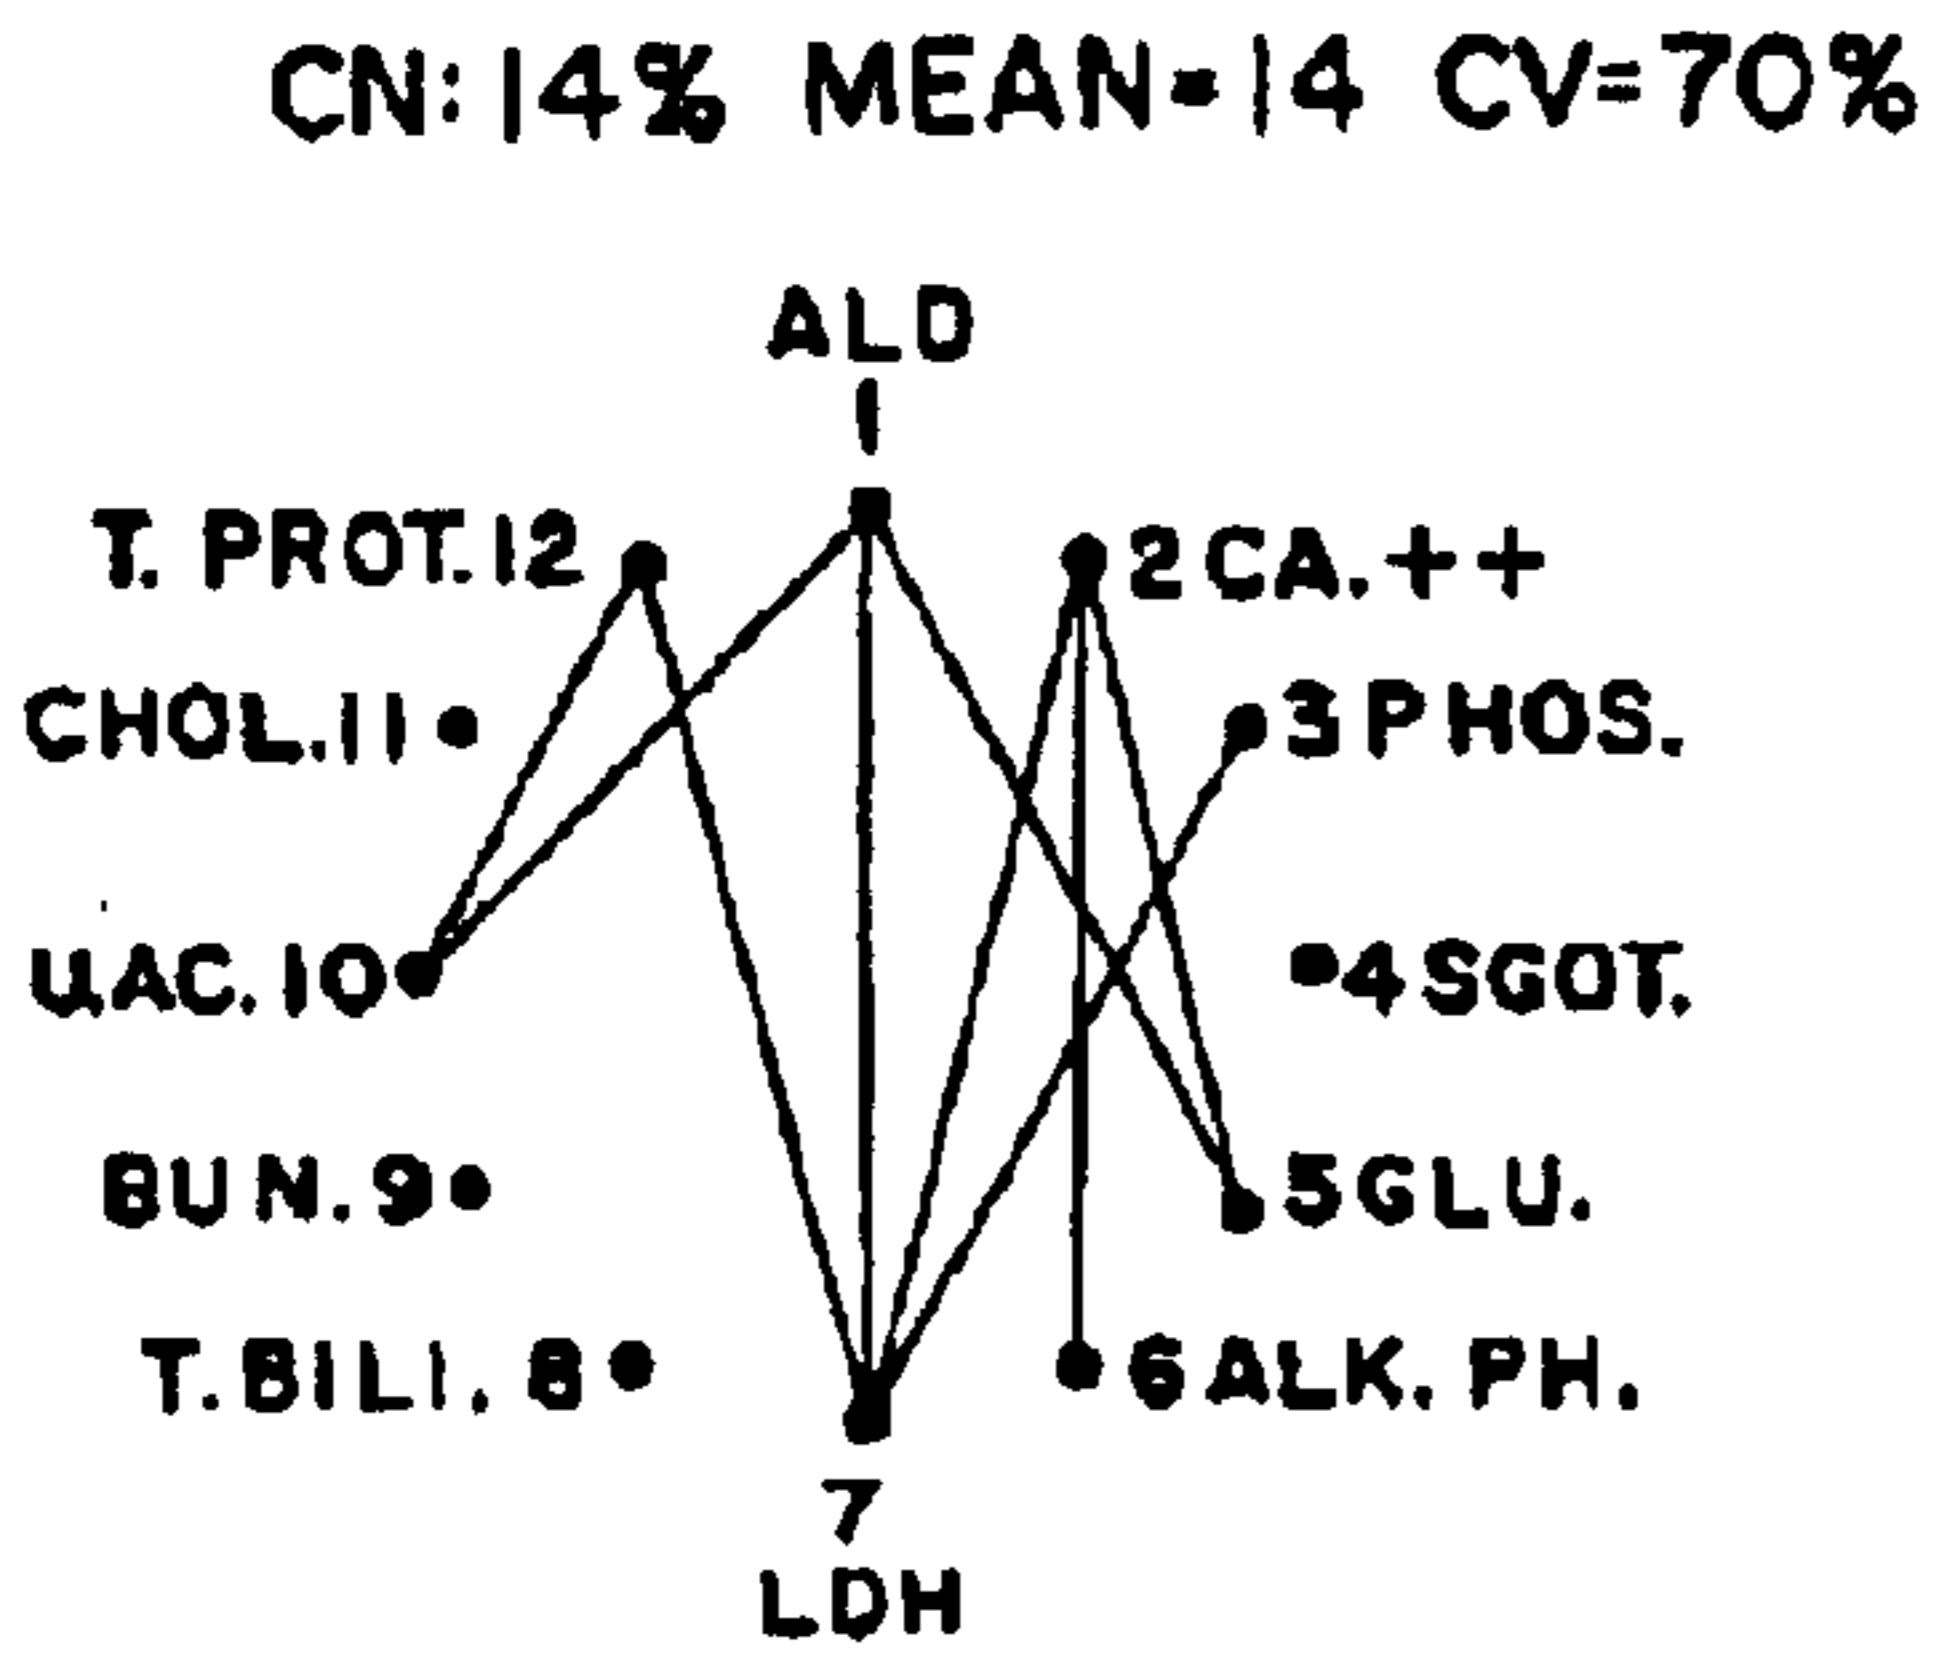 CN: 14% MEAN=14 CV=70%
ALD
1
T. PROT. 12
2 CA. ++
CHOL. 11
3 PHOS.
UAC. 10
4 SGOT.
BUN. 9
5 GLU.
T. BILI. 8
6 ALK. PH.
7
LDH